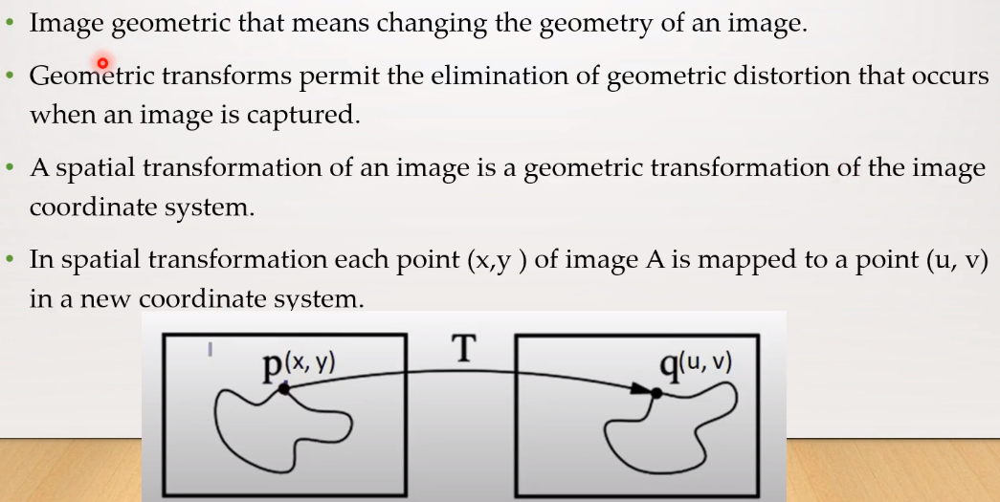 • Image geometric that means changing the geometry of an image.
• Geometric transforms permit the elimination of geometric distortion that occurs
when an image is captured.
• A spatial transformation of an image is a geometric transformation of the image
coordinate system.
• In spatial transformation each point (x,y ) of image A is mapped to a point (u, v)
in a new coordinate system.
T
p(x, y)
q(u, v)